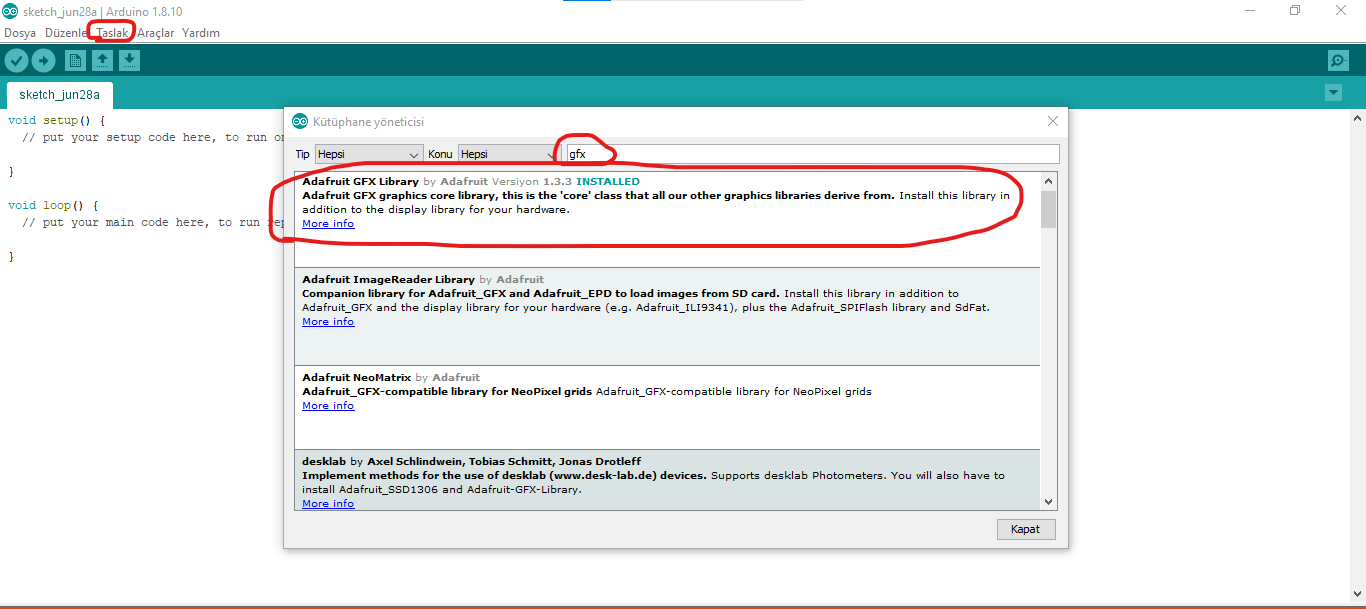 sketch_jun28a | Arduino 1.8.10
Dosya Düzenle Taslak Araçlar Yardım
sketch_jun28a
void setup() {
// put your setup code here, to run on
}
void loop() {
// put your main code here, to run rep
}
Kütüphane yöneticisi
Tip Hepsi Konu Hepsi gfx
Adafruit GFX Library by Adafruit Versiyon 1.3.3 INSTALLED
Adafruit GFX graphics core library, this is the 'core' class that all our other graphics libraries derive from. Install this library in
addition to the display library for your hardware.
More info
Adafruit ImageReader Library by Adafruit
Companion library for Adafruit_GFX and Adafruit_EPD to load images from SD card. Install this library in addition to
Adafruit_GFX and the display library for your hardware (e.g. Adafruit_ILI9341), plus the Adafruit_SPIFlash library and SdFat.
More info
Adafruit NeoMatrix by Adafruit
Adafruit_GFX-compatible library for NeoPixel grids Adafruit_GFX-compatible library for NeoPixel grids
More info
desklab by Axel Schlindwein, Tobias Schmitt, Jonas Drotleff
Implement methods for the use of desklab (www.desk-lab.de) devices. Supports desklab Photometers. You will also have to
install Adafruit_SSD1306 and Adafruit-GFX-Library.
More info
Kapat